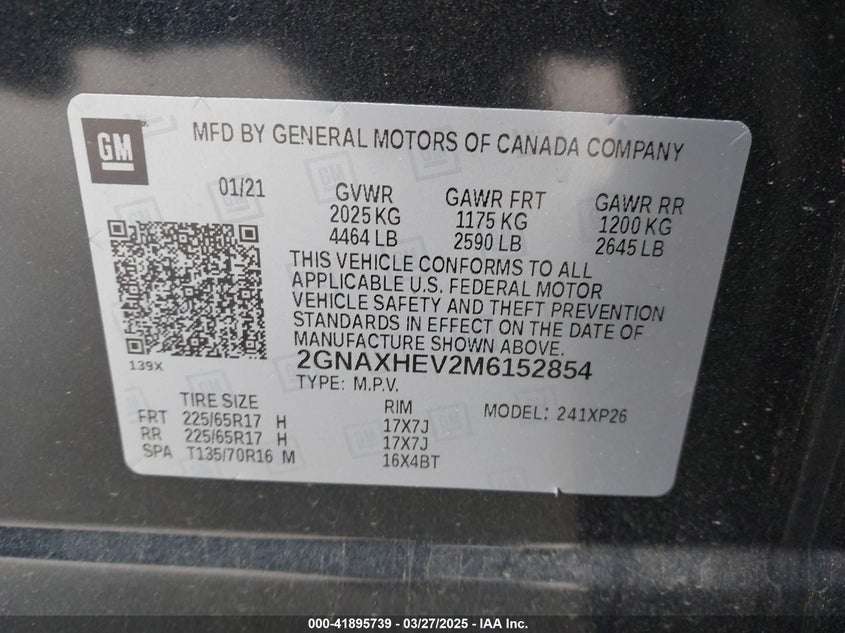 GM
MFD BY GENERAL MOTORS OF CANADA COMPANY
01/21
GVWR GAWR FRT GAWR RR
2025 KG 1175 KG 1200 KG
4464 LB 2590 LB 2645 LB
THIS VEHICLE CONFORMS TO ALL
APPLICABLE U.S. FEDERAL MOTOR
VEHICLE SAFETY AND THEFT PREVENTION
STANDARDS IN EFFECT ON THE DATE OF
MANUFACTURE SHOWN ABOVE.
139X
2GNAXHEV2M6152854
TYPE: M.P.V.
TIRE SIZE RIM MODEL: 241XP26
FRT 225/65R17 H 17X7J
RR 225/65R17 H 17X7J
SPA T135/70R16 M 16X4BT
000-41895739 - 03/27/2025 - IAA Inc.